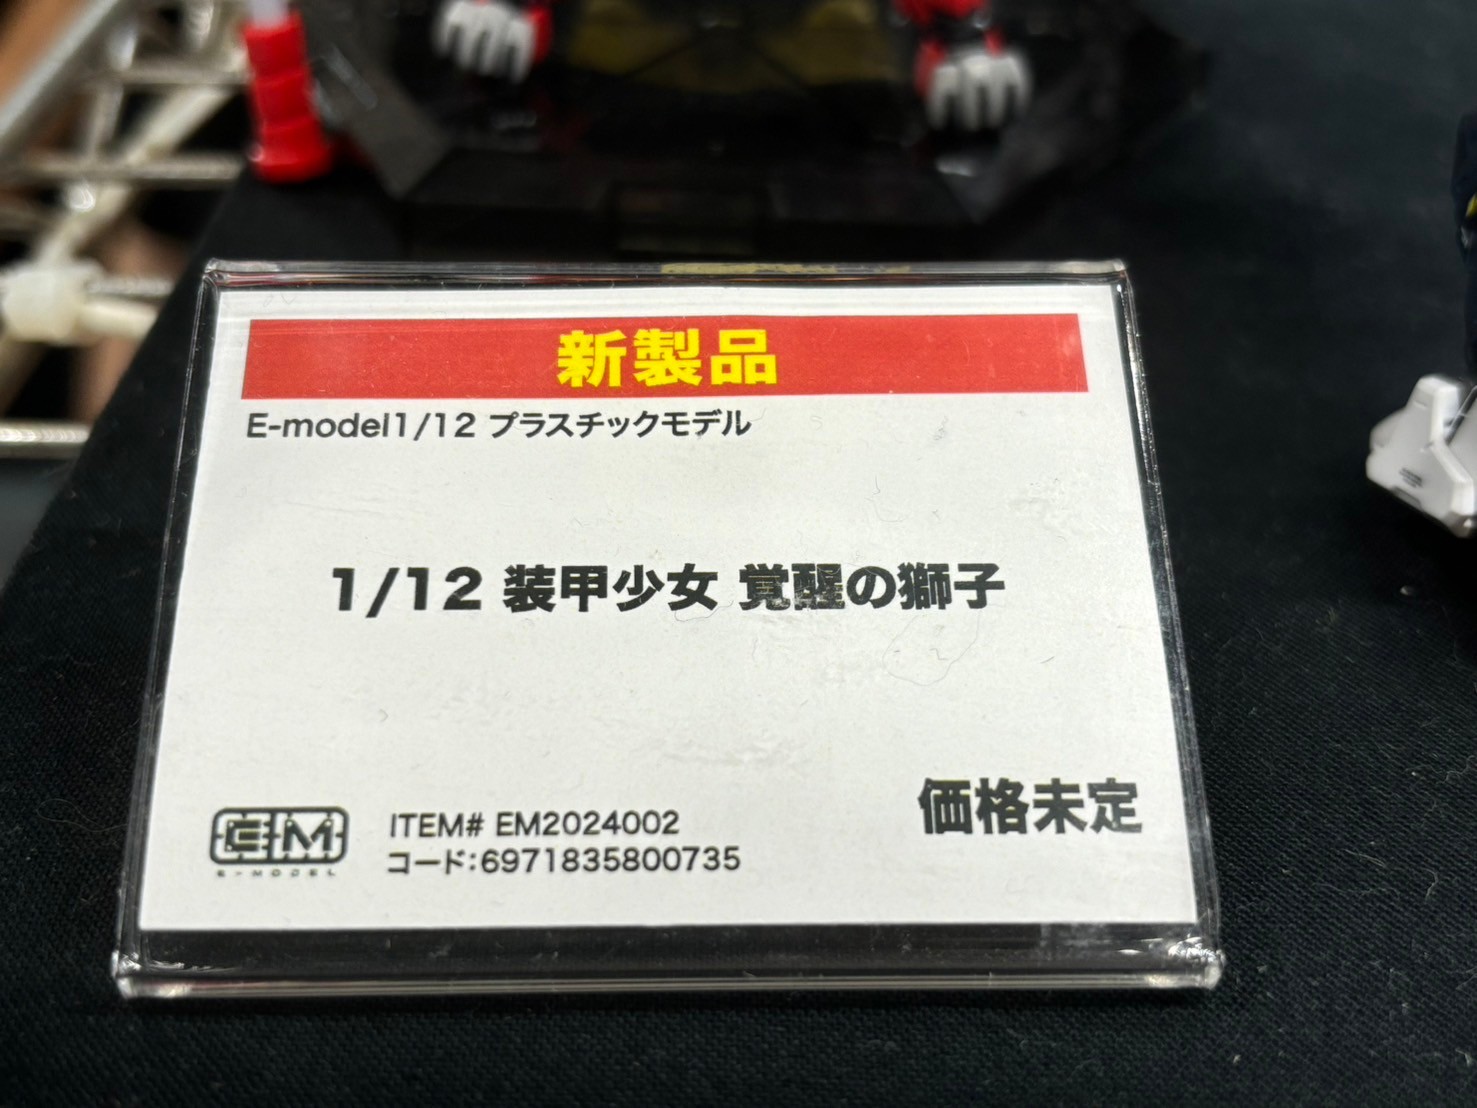 新製品
E-model1/12 プラスチックモデル
1/12 装甲少女 覚醒の獅子
価格未定
EM
E-MODEL
ITEM# EM2024002
コード:6971835800735